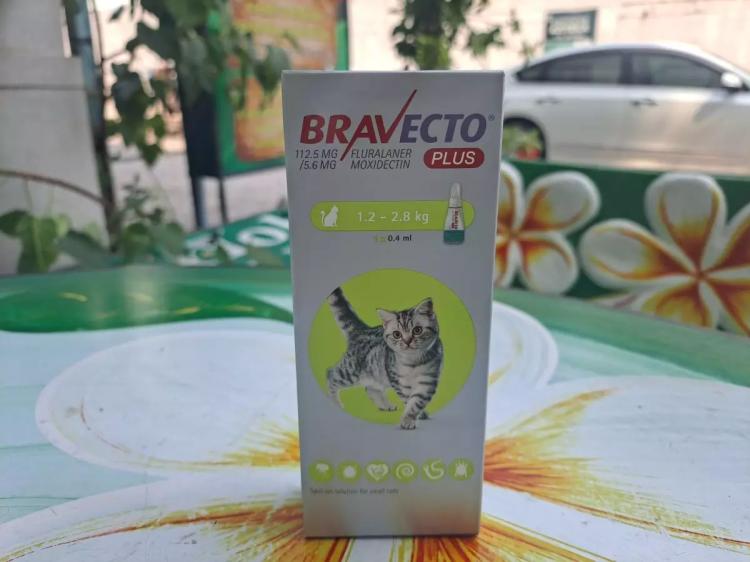 BRAVECTO®
112.5 MG / FLURALANER
/5.6 MG / MOXIDECTIN
PLUS
1.2 – 2.8 kg
1 x 0.4 ml
Spot-on solution for small cats